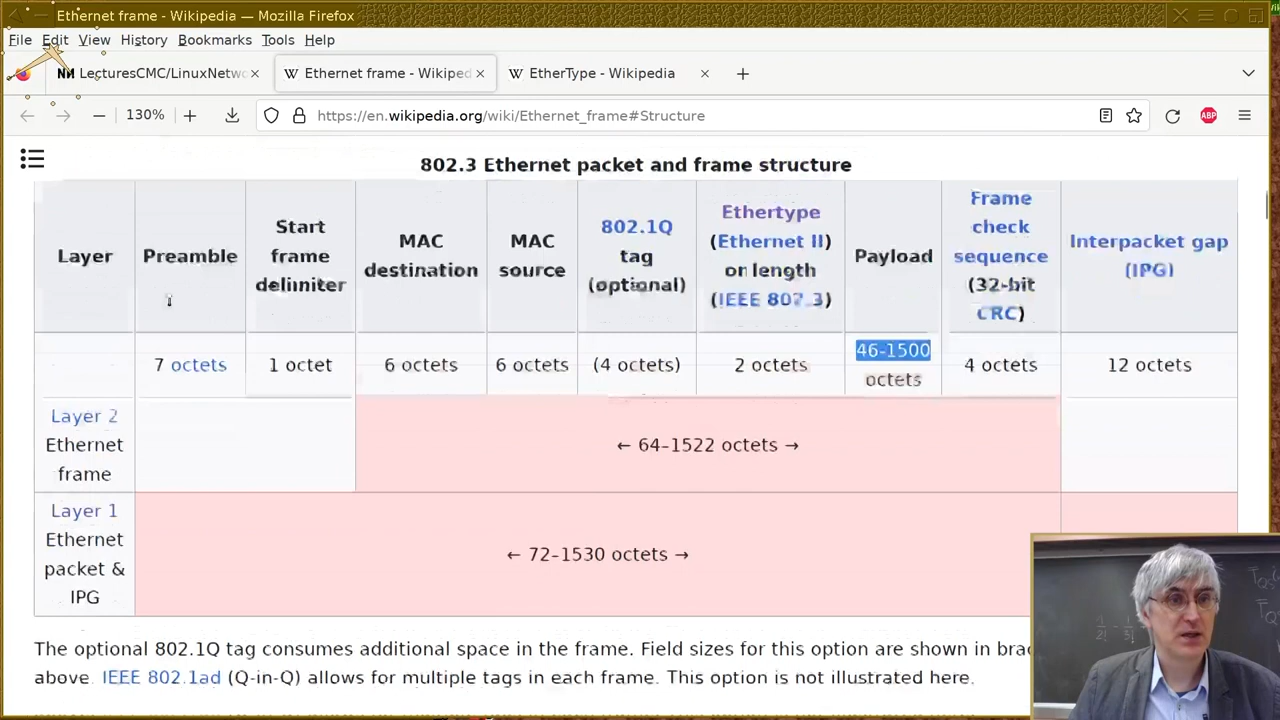 Ethernet frame - Wikipedia — Mozilla Firefox
File Edit View History Bookmarks Tools Help
LecturesCMC/LinuxNetwo
Ethernet frame - Wikiped
EtherType - Wikipedia
130%
https://en.wikipedia.org/wiki/Ethernet_frame#Structure
ABP
802.3 Ethernet packet and frame structure
Layer
Preamble
Start
frame
delimiter
MAC
destination
MAC
source
802.1Q
tag
(optional)
Ethertype
(Ethernet II)
or length
(IEEE 802.3)
Payload
Frame
check
sequence
(32-bit
CRC)
Interpacket gap
(IPG)
7 octets
1 octet
6 octets
6 octets
(4 octets)
2 octets
46-1500
octets
4 octets
12 octets
Layer 2
Ethernet
frame
← 64–1522 octets →
Layer 1
Ethernet
packet &
IPG
← 72–1530 octets →
The optional 802.1Q tag consumes additional space in the frame. Field sizes for this option are shown in brac
above. IEEE 802.1ad (Q-in-Q) allows for multiple tags in each frame. This option is not illustrated here.